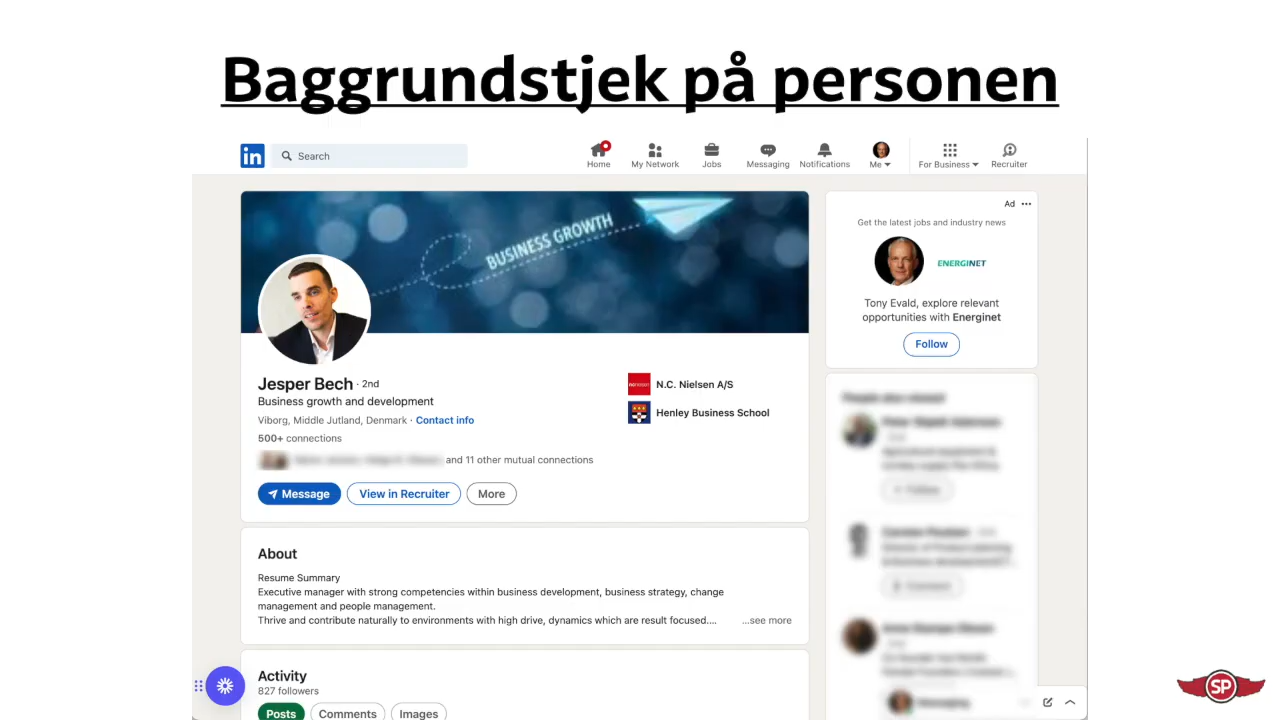 Baggrundstjek på personen
in
Search
Home
My Network
Jobs
Messaging
Notifications
Me
For Business
Recruiter
BUSINESS GROWTH
Jesper Bech · 2nd
Business growth and development
Viborg, Middle Jutland, Denmark · Contact info
500+ connections
and 11 other mutual connections
N.C. Nielsen A/S
Henley Business School
Message
View in Recruiter
More
About
Resume Summary
Executive manager with strong competencies within business development, business strategy, change
management and people management.
Thrive and contribute naturally to environments with high drive, dynamics which are result focused.... ...see more
Activity
827 followers
Posts
Comments
Images
Ad
Get the latest jobs and industry news
ENERGINET
Tony Evald, explore relevant
opportunities with Energinet
Follow
SP